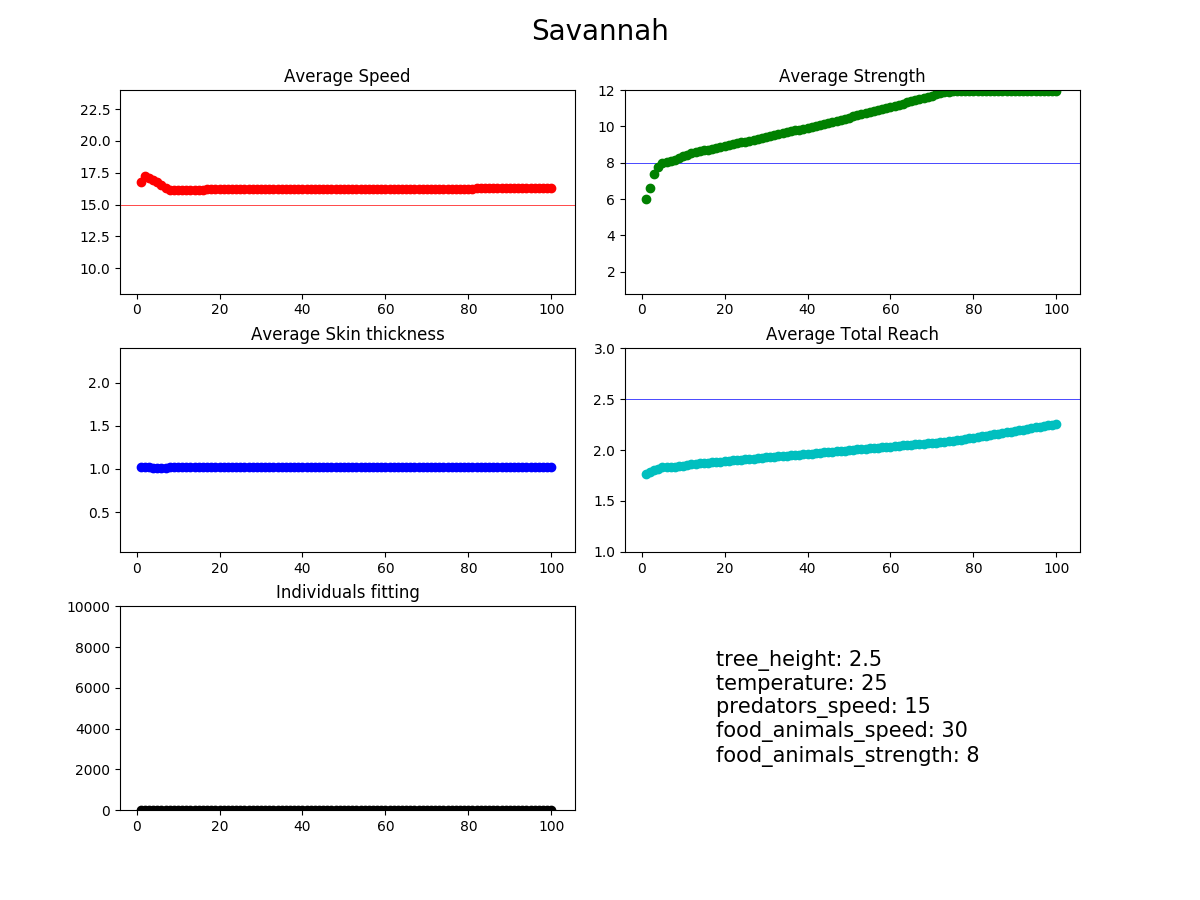 Savannah
Average Speed
22.5
20.0
17.5
15.0
12.5
10.0
0 20 40 60 80 100
Average Strength
12
10
8
6
4
2
0 20 40 60 80 100
Average Skin thickness
2.0
1.5
1.0
0.5
0 20 40 60 80 100
Average Total Reach
3.0
2.5
2.0
1.5
1.0
0 20 40 60 80 100
Individuals fitting
10000
8000
6000
4000
2000
0
0 20 40 60 80 100
tree_height: 2.5
temperature: 25
predators_speed: 15
food_animals_speed: 30
food_animals_strength: 8